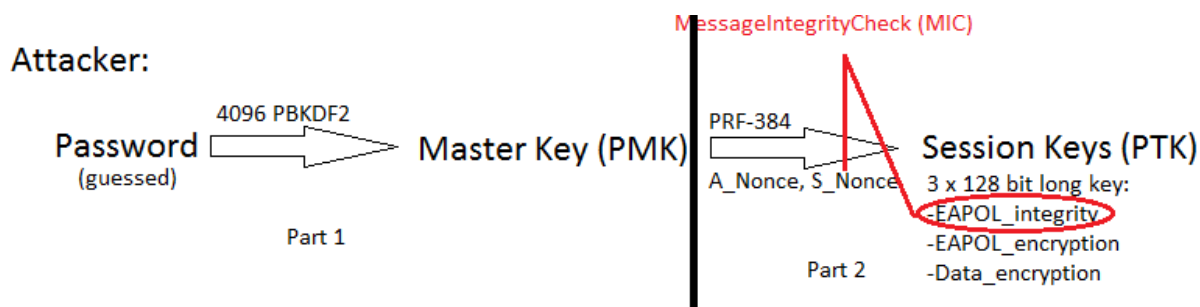 MessageIntegrityCheck (MIC)
Attacker:
4096 PBKDF2
Password
(guessed)
Master Key (PMK)
Part 1
PRF-384
A_Nonce, S_Nonce
Session Keys (PTK)
3 x 128 bit long key:
-EAPOL_integrity
-EAPOL_encryption
-Data_encryption
Part 2